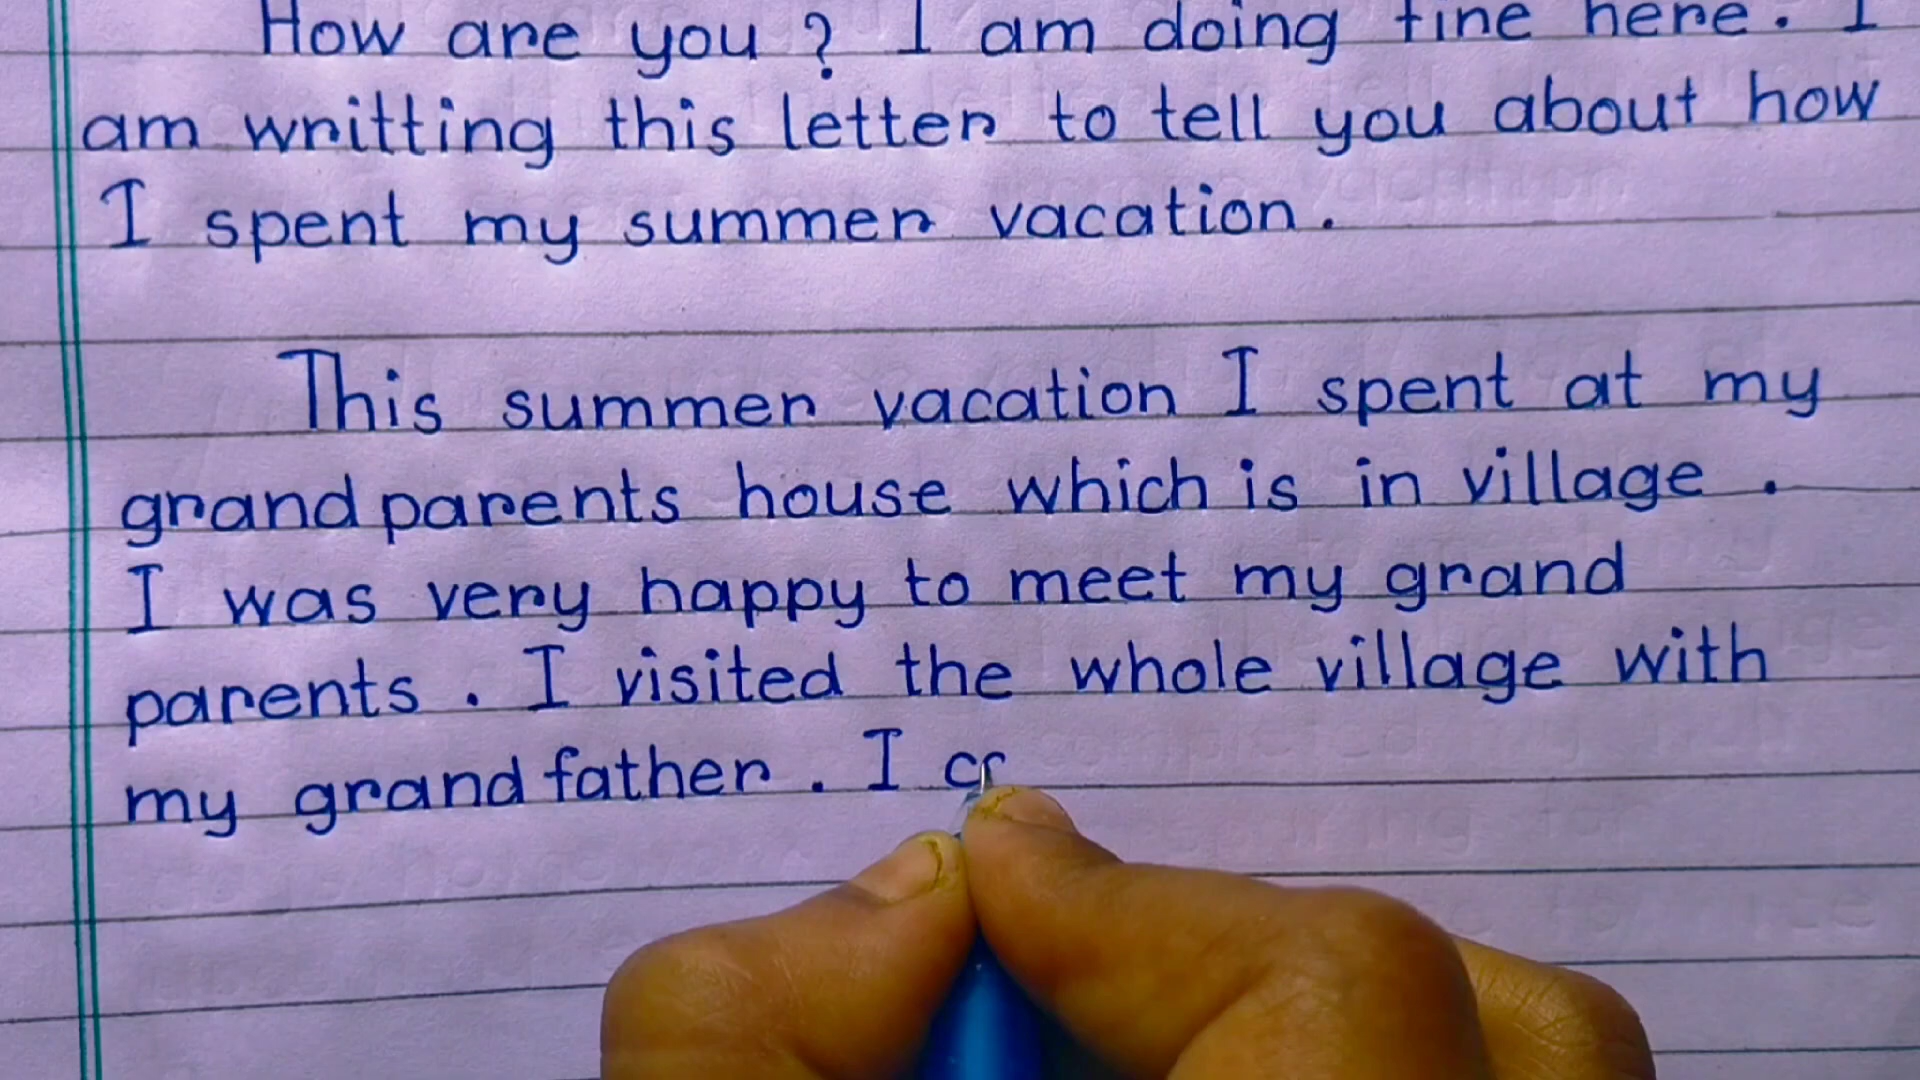 How are you? I am doing fine here. I
am writting this letter to tell you about how
I spent my summer vacation.
This summer vacation I spent at my
grandparents house which is in village.
I was very happy to meet my grand
parents. I visited the whole village with
my grandfather. I